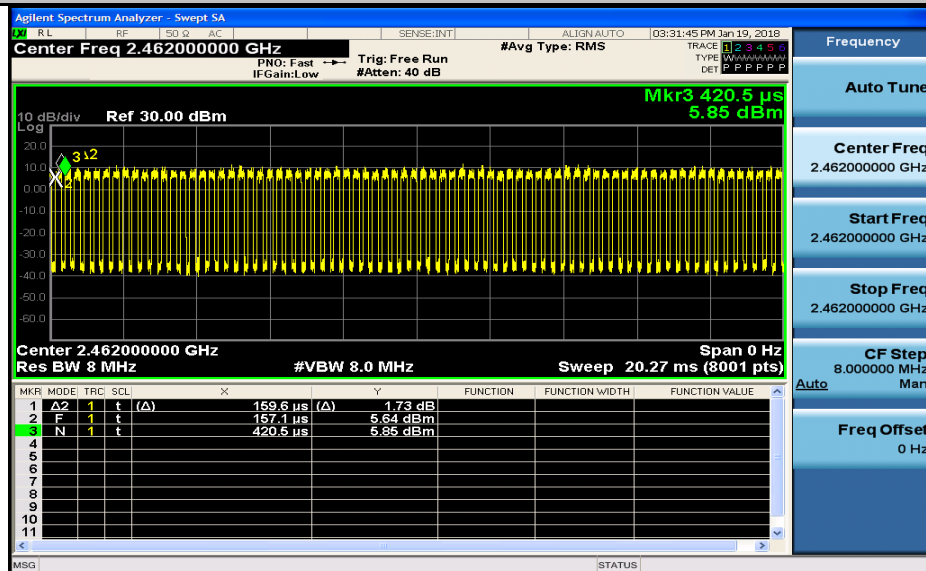 Agilent Spectrum Analyzer - Swept SA
LXI RL RF 50 Ω AC SENSE:INT ALIGNAUTO 03:31:45 PM Jan 19, 2018
Center Freq 2.462000000 GHz
PNO: Fast
IFGain:Low
Trig: Free Run
#Atten: 40 dB
#Avg Type: RMS
TRACE 1 2 3 4 5 6
TYPE WWWWWW
DET P P P P P P
Mkr3 420.5 µs
5.85 dBm
10 dB/div
Log
Ref 30.00 dBm
20.0
10.0
0.00
-10.0
-20.0
-30.0
-40.0
-50.0
-60.0
3 1Δ2
X2
Center 2.462000000 GHz
Span 0 Hz
Res BW 8 MHz
#VBW 8.0 MHz
Sweep 20.27 ms (8001 pts)
MKR MODE TRC SCL X Y FUNCTION FUNCTION WIDTH FUNCTION VALUE
1 Δ2 1 t (Δ) 159.6 µs (Δ) 1.73 dB
2 F 1 t 157.1 µs 5.64 dBm
3 N 1 t 420.5 µs 5.85 dBm
4
5
6
7
8
9
10
11
MSG
STATUS
Frequency
Auto Tune
Center Freq
2.462000000 GHz
Start Freq
2.462000000 GHz
Stop Freq
2.462000000 GHz
CF Step
8.000000 MHz
Auto Man
Freq Offset
0 Hz